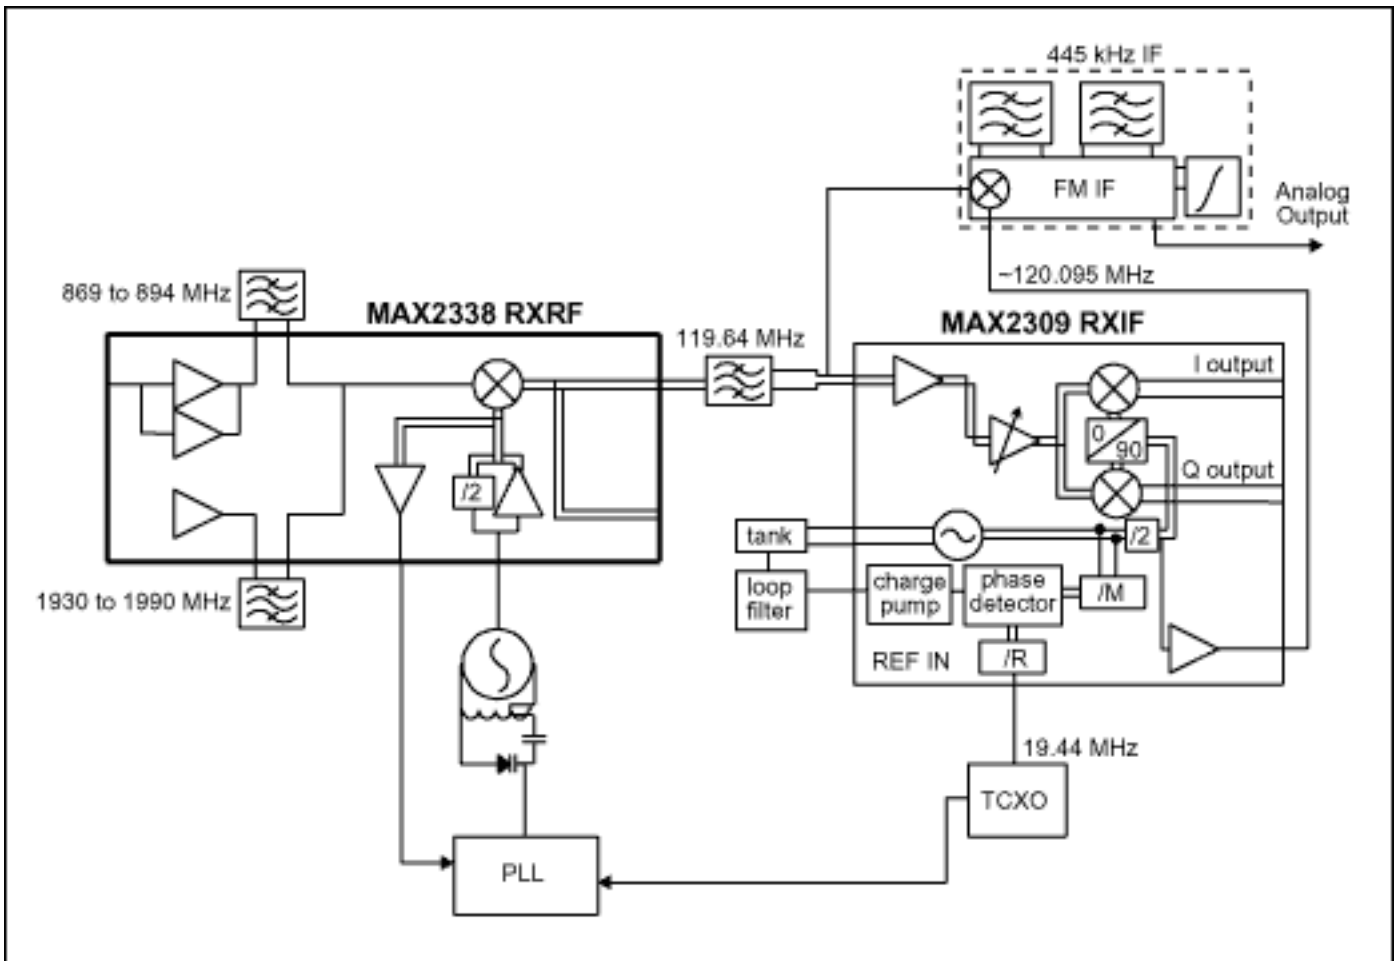 445 kHz IF
FM IF
Analog
Output
~120.095 MHz
869 to 894 MHz
MAX2338 RXRF
119.64 MHz
MAX2309 RXIF
I output
0
90
Q output
/2
tank
/2
loop
filter
charge
pump
phase
detector
/M
1930 to 1990 MHz
REF IN
/R
19.44 MHz
TCXO
PLL